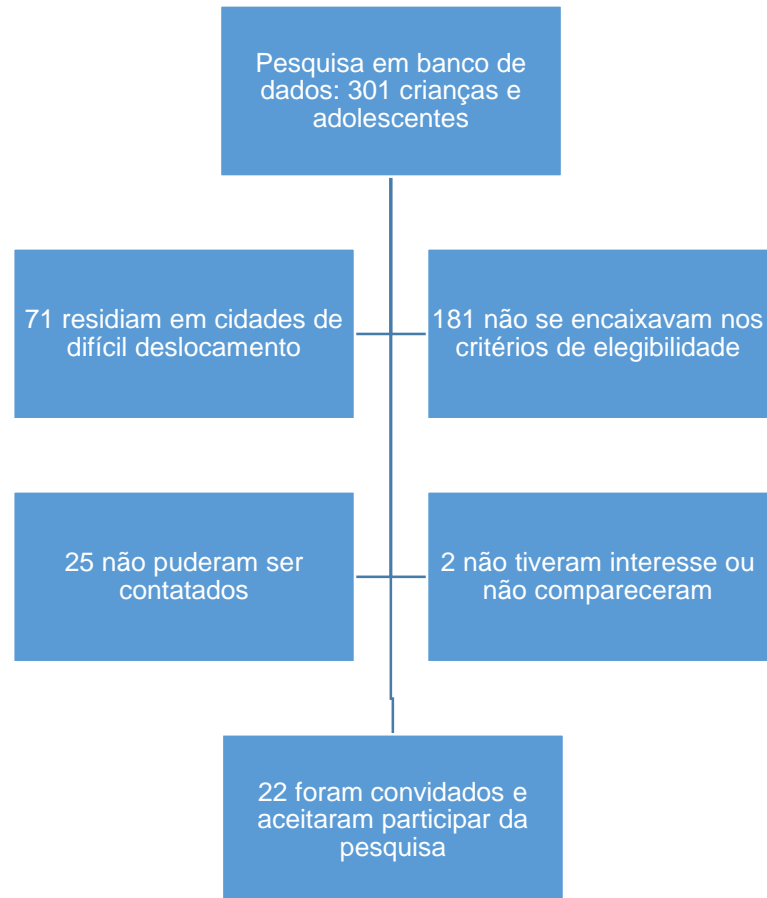 Pesquisa em banco de
dados: 301 crianças e
adolescentes
71 residiam em cidades de
difícil deslocamento
181 não se encaixavam nos
critérios de elegibilidade
25 não puderam ser
contatados
2 não tiveram interesse ou
não compareceram
22 foram convidados e
aceitaram participar da
pesquisa